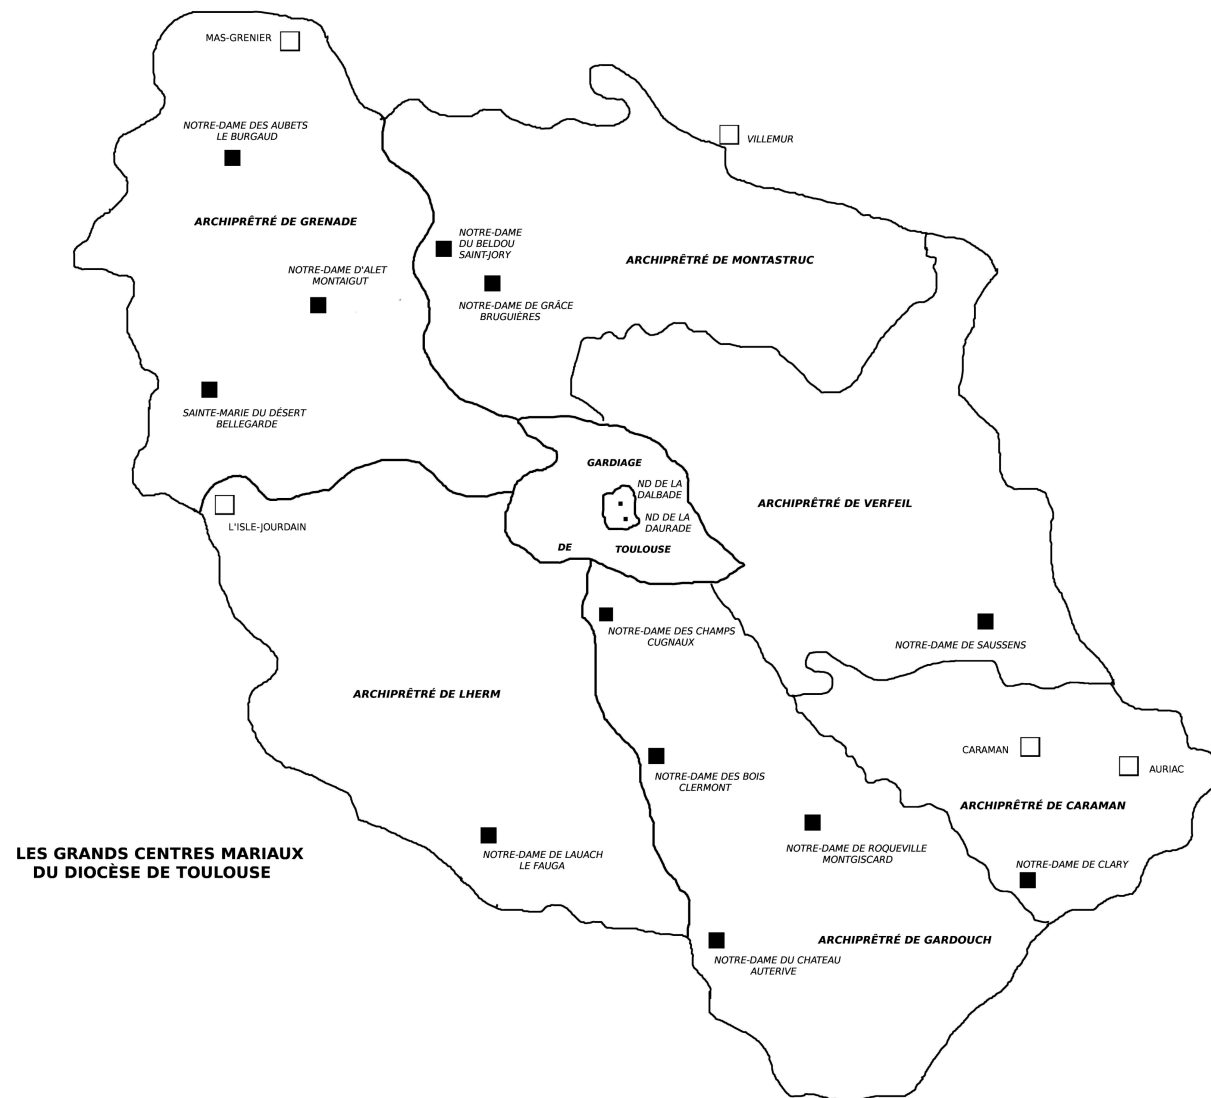 MAS-GRENIER
NOTRE-DAME DES AUBETS
LE BURGAUD
VILLEMUR
ARCHIPRÊTRÉ DE GRENADE
NOTRE-DAME
DU BELDOU
SAINT-JORY
ARCHIPRÊTRÉ DE MONTASTRUC
NOTRE-DAME D'ALET
MONTAIGUT
NOTRE-DAME DE GRÂCE
BRUGUIÈRES
SAINTE-MARIE DU DÉSERT
BELLEGARDE
GARDIAGE
ND DE LA
DALBADE
ARCHIPRÊTRÉ DE VERFEIL
ND DE LA
DAURADE
L'ISLE-JOURDAIN
DE TOULOUSE
NOTRE-DAME DES CHAMPS
CUGNAUX
NOTRE-DAME DE SAUSSENS
ARCHIPRÊTRÉ DE LHERM
CARAMAN
AURIAC
NOTRE-DAME DES BOIS
CLERMONT
ARCHIPRÊTRÉ DE CARAMAN
NOTRE-DAME DE ROQUEVILLE
MONTGISCARD
LES GRANDS CENTRES MARIAUX
DU DIOCÈSE DE TOULOUSE
NOTRE-DAME DE LAUACH
LE FAUGA
NOTRE-DAME DE CLARY
ARCHIPRÊTRÉ DE GARDOUCH
NOTRE-DAME DU CHATEAU
AUTERIVE